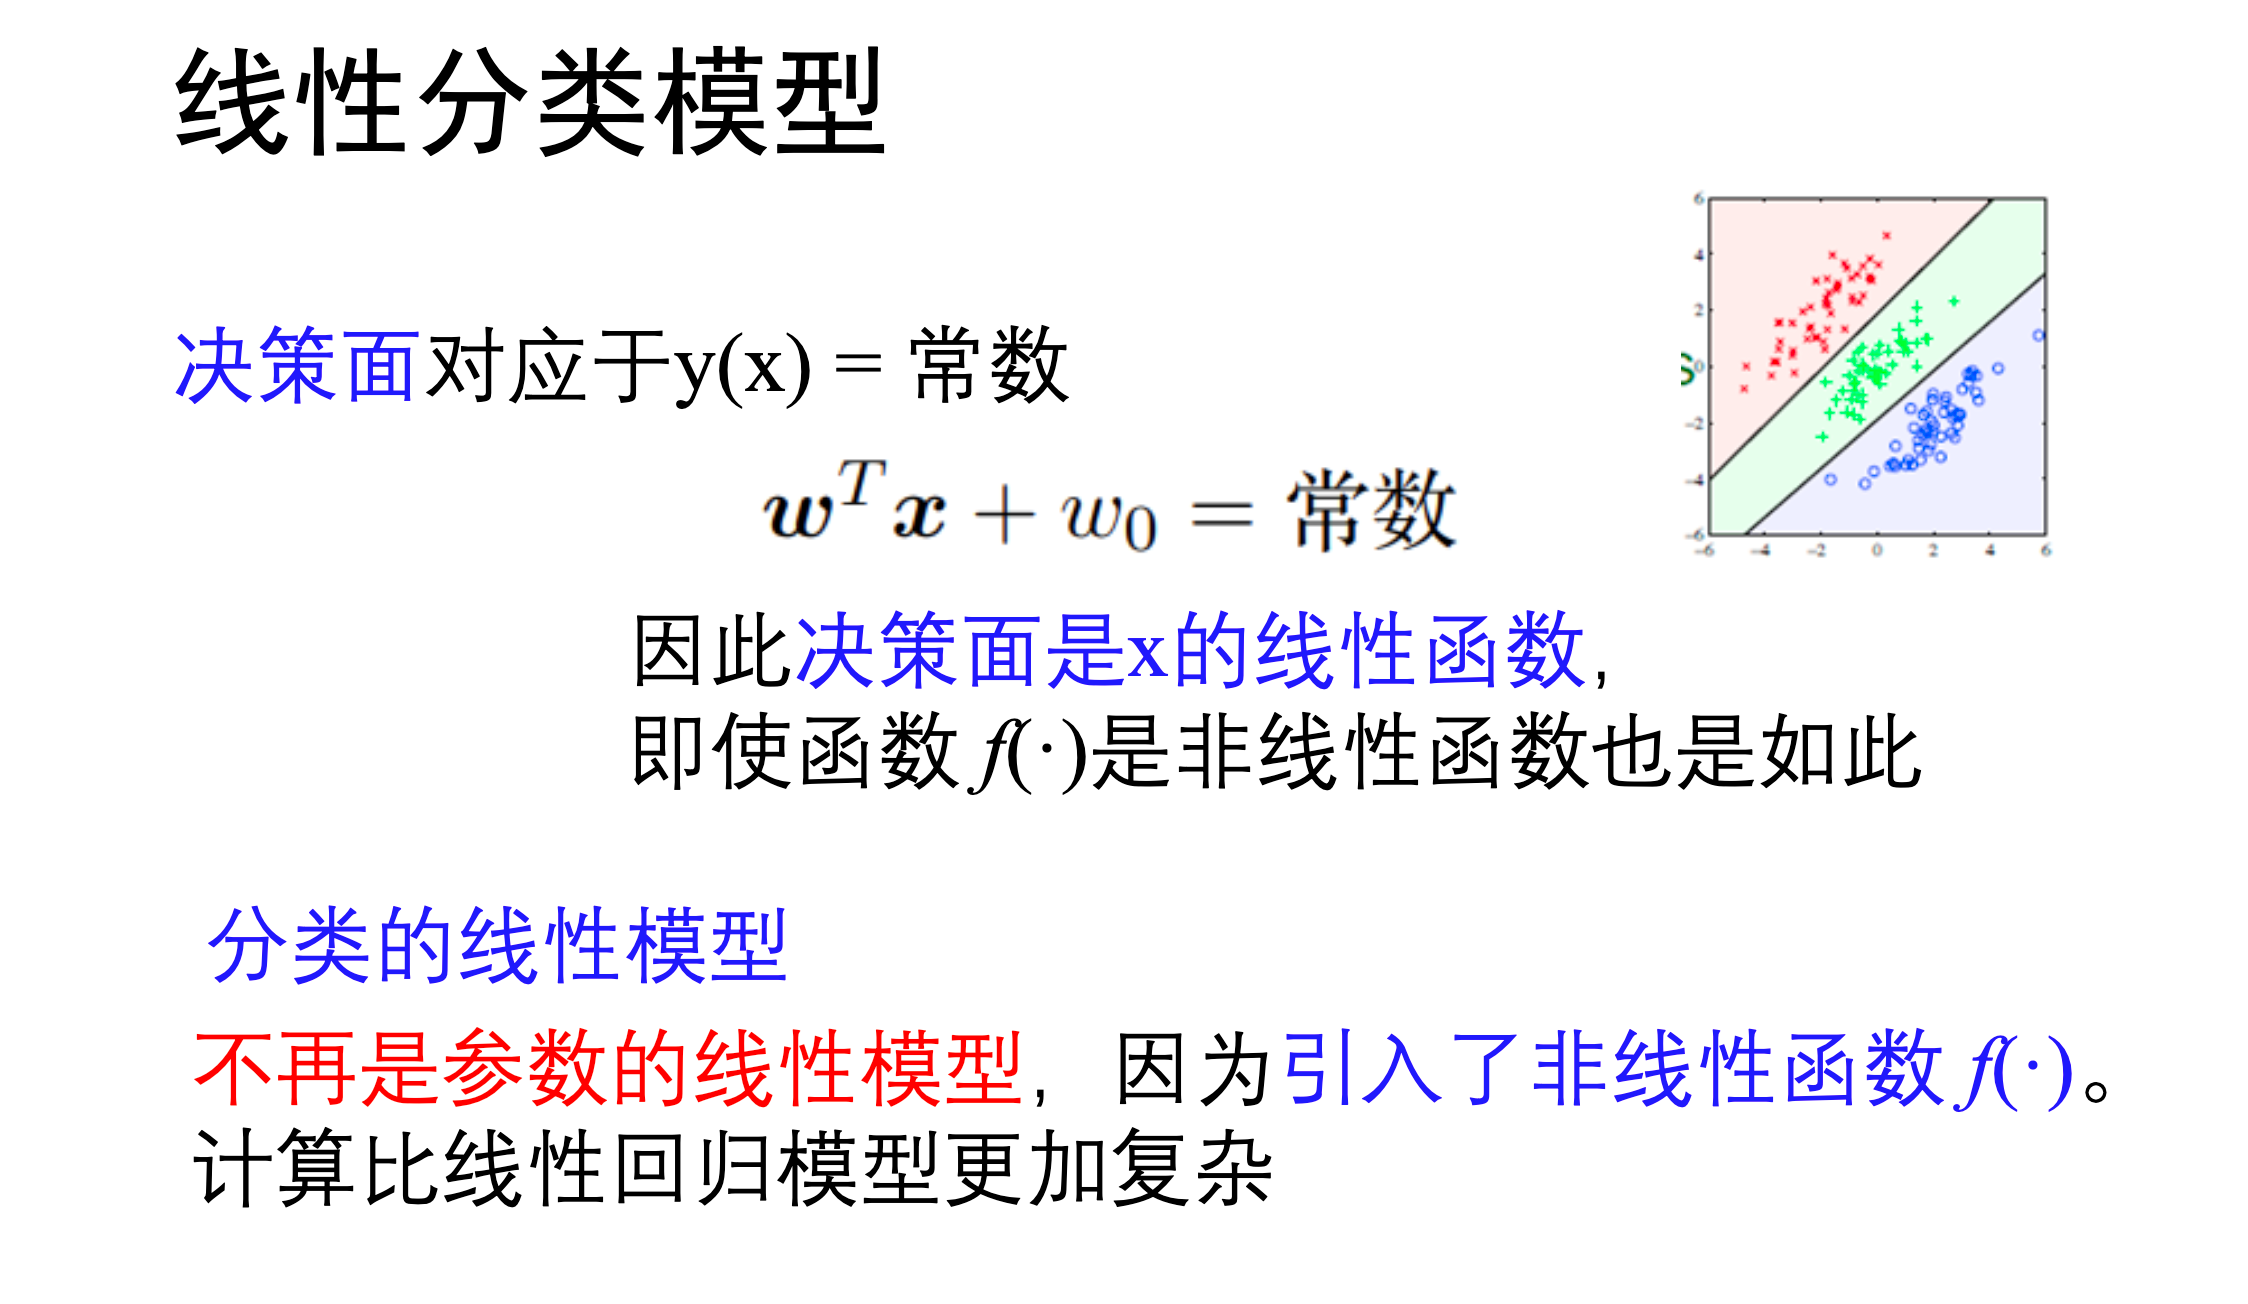 线性分类模型
决策面对应于y(x) = 常数
w^T x + w_0 = 常数
因此决策面是x的线性函数,
即使函数 f(·)是非线性函数也是如此
分类的线性模型
不再是参数的线性模型, 因为引入了非线性函数 f(·)。
计算比线性回归模型更加复杂
6
4
2
S 0
−2
−4
−6
−6 −4 −2 0 2 4 6